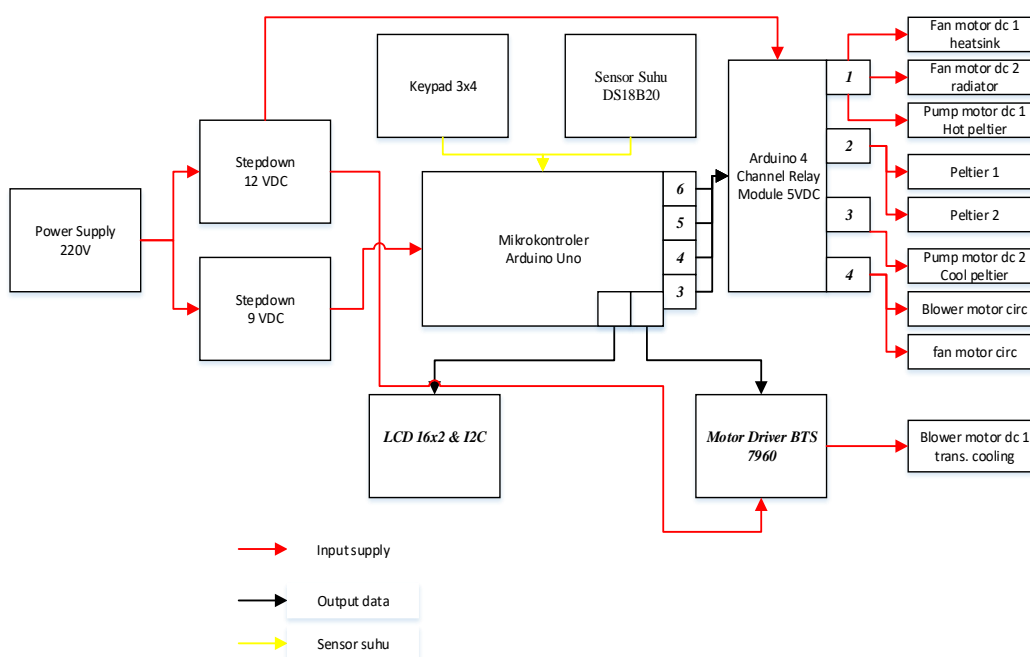 Power Supply
220V
Stepdown
12 VDC
Stepdown
9 VDC
Keypad 3x4
Sensor Suhu
DS18B20
Mikrokontroler
Arduino Uno
6
5
4
3
Arduino 4
Channel Relay
Module 5VDC
1
2
3
4
Fan motor dc 1
heatsink
Fan motor dc 2
radiator
Pump motor dc 1
Hot peltier
Peltier 1
Peltier 2
Pump motor dc 2
Cool peltier
Blower motor circ
fan motor circ
LCD 16x2 & I2C
Motor Driver BTS
7960
Blower motor dc 1
trans. cooling
Input supply
Output data
Sensor suhu